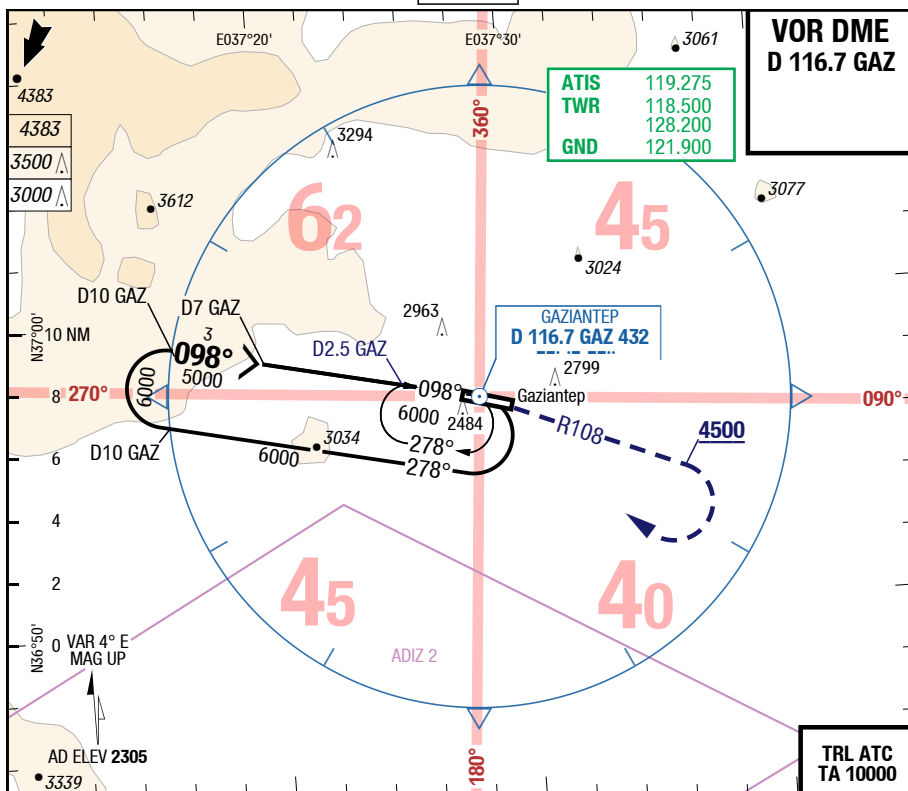 E037°20'
E037°30'
3061
VOR DME
D 116.7 GAZ
4383
4383
3500
3000
ATIS 119.275
TWR 118.500
128.200
GND 121.900
360°
3294
3612
62
45
3077
3024
D10 GAZ
D7 GAZ
2963
GAZIANTEP
D 116.7 GAZ 432
N37°00'
10 NM
3
098°
5000
D2.5 GAZ
2799
6000
270°
098°
Gaziantep
090°
8
6000
2484
R108
4500
D10 GAZ
3034
278°
6
6000
278°
4
2
45
40
N36°50'
0
VAR 4° E
MAG UP
ADIZ 2
AD ELEV 2305
3339
180°
TRL ATC
TA 10000